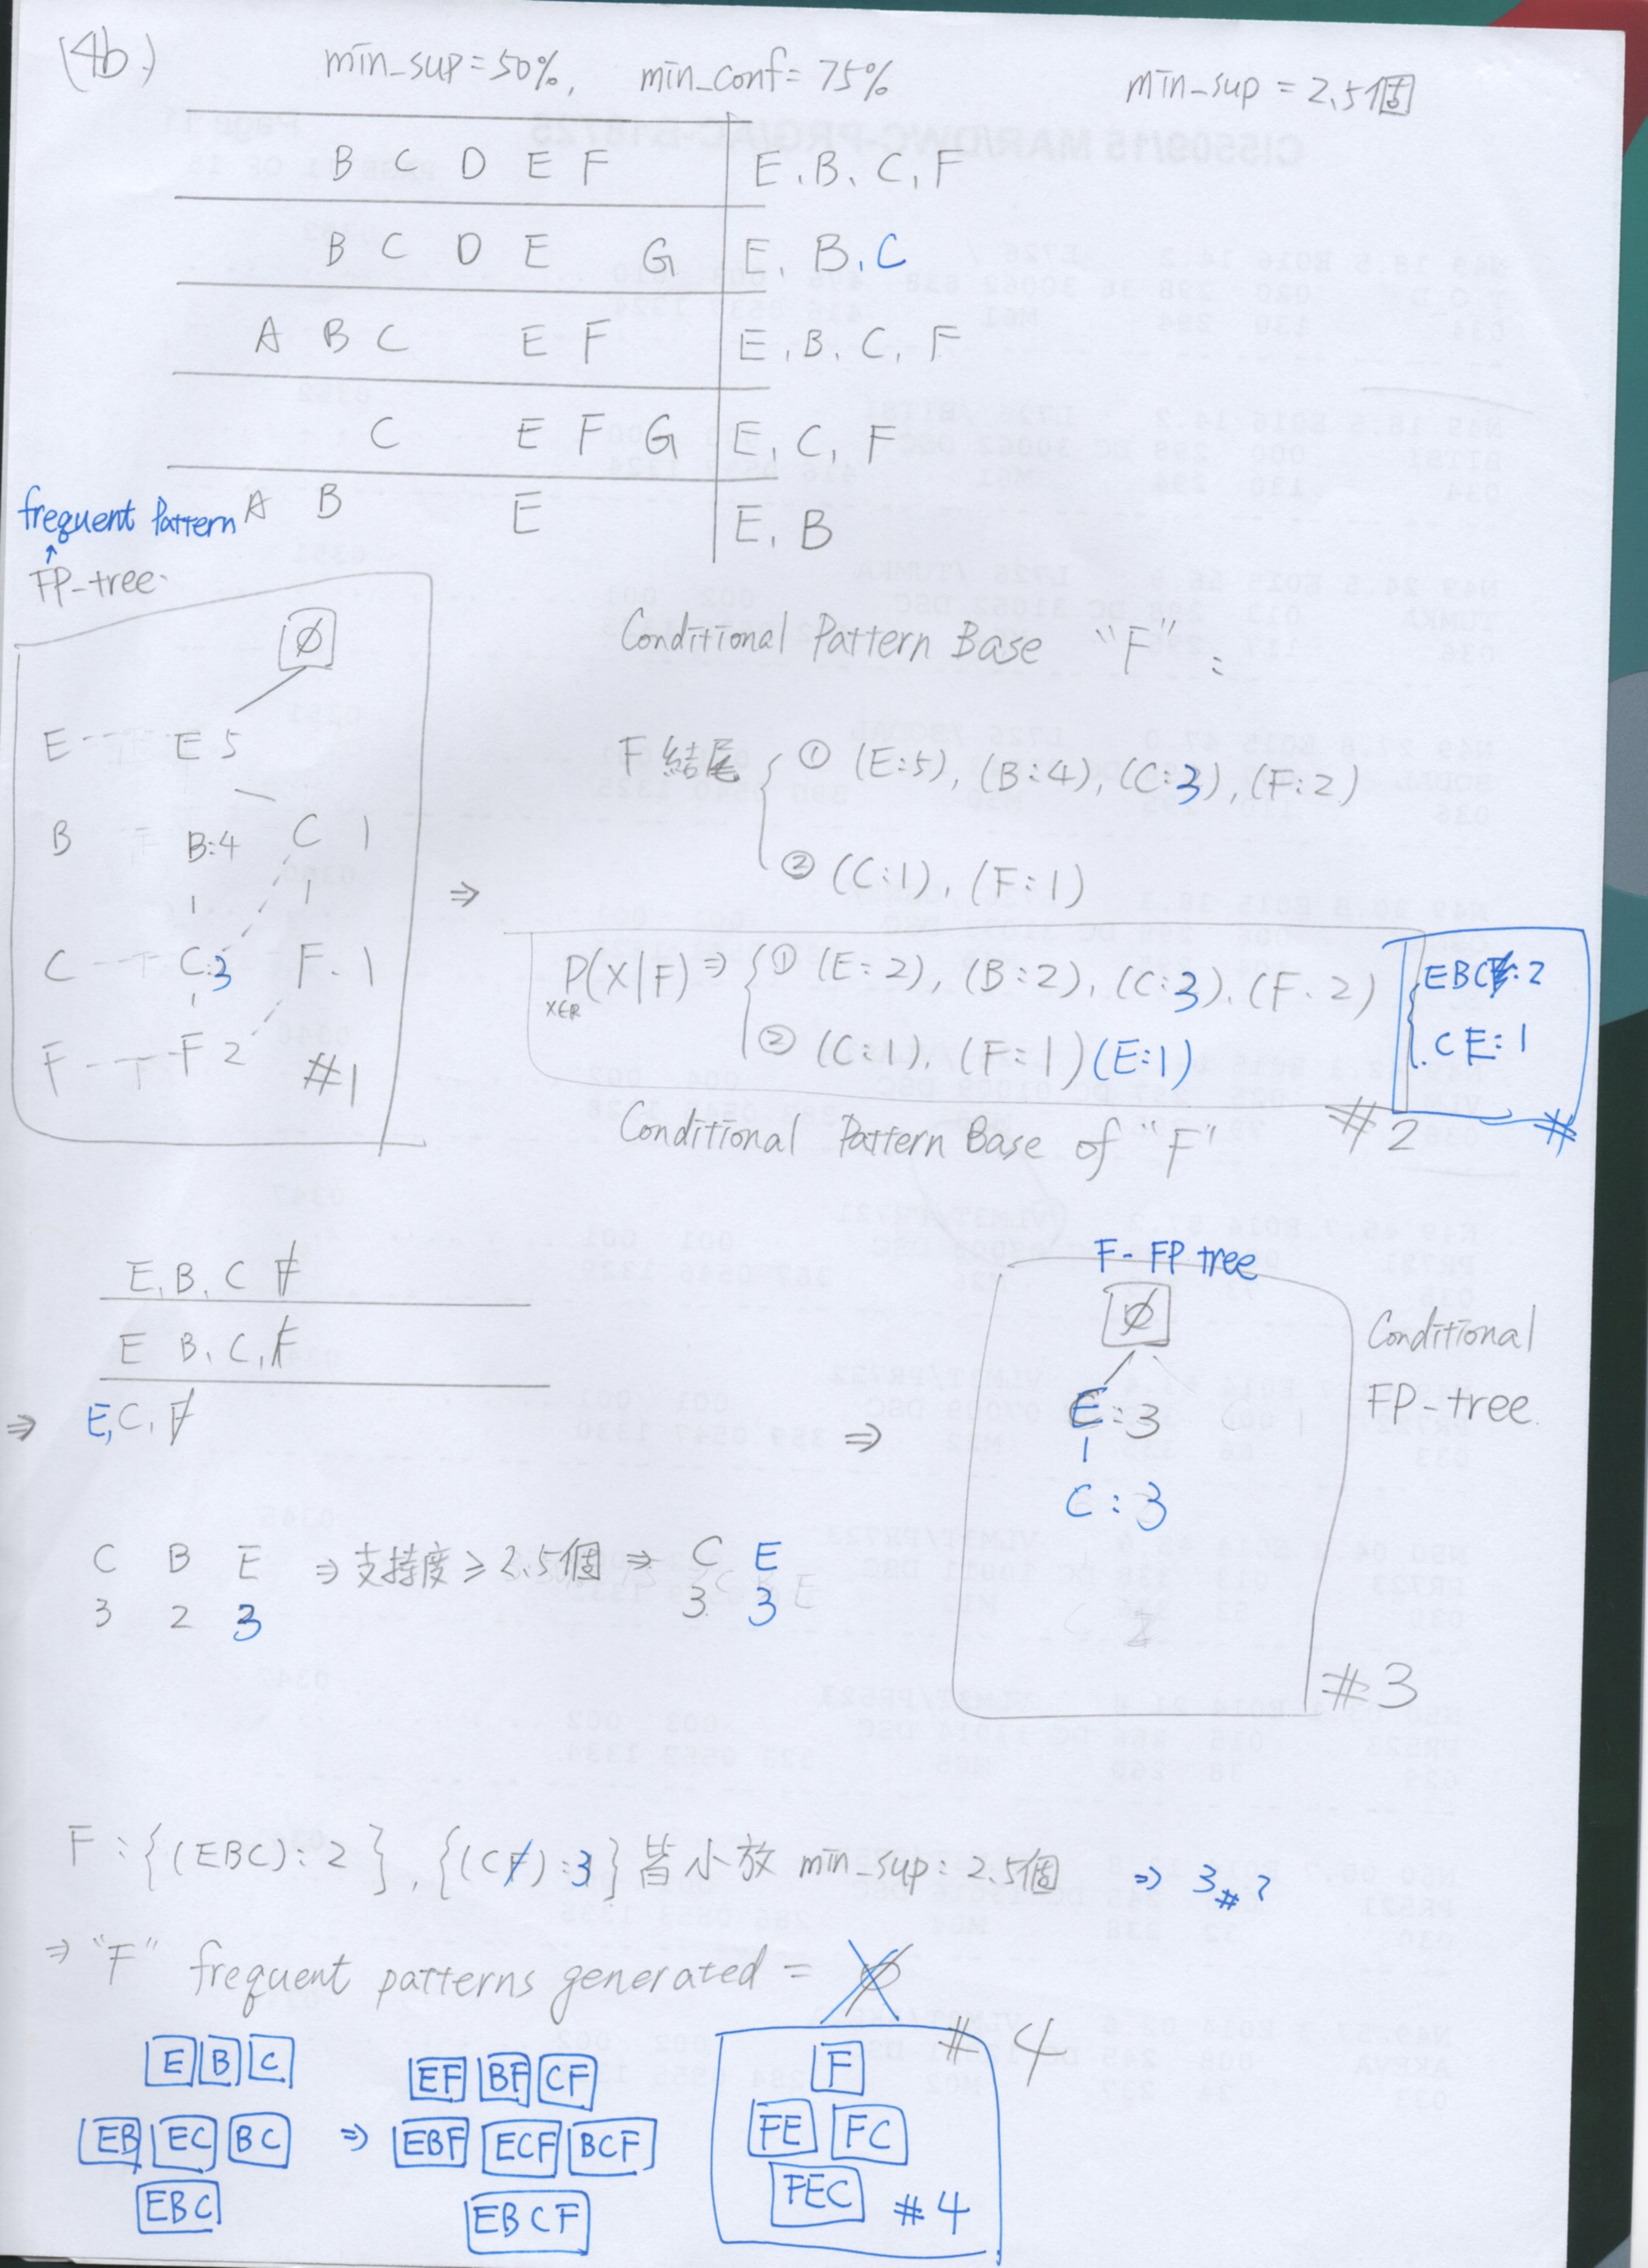 (4b.)
min_sup=50%, min_conf=75% min_sup=2.5個
B C D E F E.B.C,F
B C D E G E,B,C
A B C E F E,B,C,F
C E F G E,C,F
A B E E,B
frequent Pattern
↑
FP-tree.
∅
E E 5
B B:4 C 1
C C:3 F.1
F F 2 #1
⇒
Conditional Pattern Base "F":
F 結尾
① (E:5), (B:4), (C:3), (F:2)
② (C:1), (F:1)
P(X|F) ⇒ ① (E:2), (B:2), (C:3), (F.2)
X∈R ② (C:1), (F:1) (E:1)
#2
EBCF:2
CE:1
#
Conditional Pattern Base of "F"
E,B,C F
E B,C,F
⇒ E,C,F
⇒
F-FP tree
∅
E:3
C:3
#3
Conditional
FP-tree.
C B E ⇒ 支持度≥2.5個 ⇒ C E
3 2 3 3 3
F:{(EBC):2},{(CF):3}皆小放 min_sup:2.5個 ⇒ 3#?
⇒ "F" frequent patterns generated = ∅
#4
E B C
EB EC BC
EBC
⇒
EF BF CF
EBF ECF BCF
EBCF
F
FE FC
FEC #4